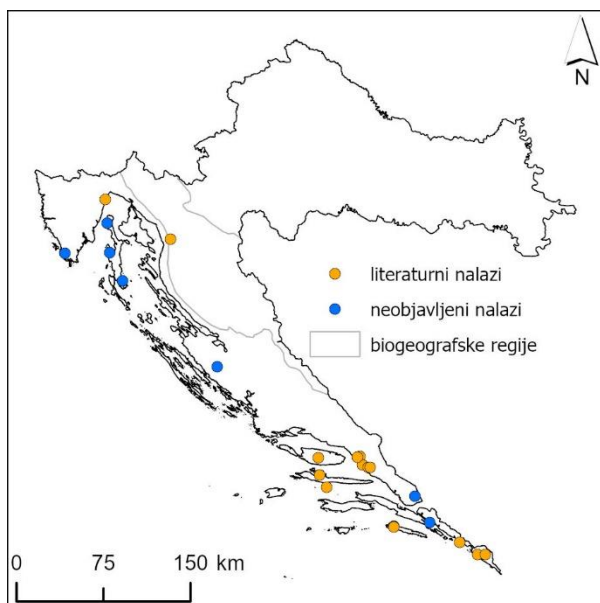 N
literaturni nalazi
neobjavljeni nalazi
biogeografske regije
0 75 150 km